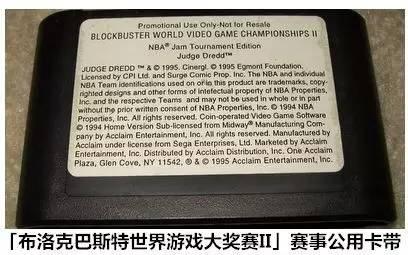 Promotional Use Only-Not for Resale
BLOCKBUSTER WORLD VIDEO GAME CHAMPIONSHIPS II
NBA® Jam Tournament Edition
Judge Dredd™
JUDGE DREDD ™ & © 1995. Cinergi. © 1995 Egmont Foundation.
Licensed by CPI Ltd. and Surge Comic Prop. Inc. The NBA and individual
NBA Team identifications used on or in this product are trademarks, copy-
righted designs and other forms of intellectual property of NBA Properties,
Inc. and the respective Teams and may not be used in whole or in part
without the prior written consent of NBA Properties, Inc. © 1994 NBA
Properties, Inc. All rights reserved. Coin-operated Video Game Software
© 1994 Home Version Sub-licensed from Midway® Manufacturing Com-
pany by Acclaim Entertainment, Inc. All rights reserved. Manufactured by
Acclaim under license from Sega Enterprises, Ltd. Marketed by Acclaim
Entertainment, Inc. Distributed by Acclaim Distribution, Inc. One Acclaim
Plaza, Glen Cove, NY 11542, ® & © 1995 Acclaim Entertainment, Inc.
「布洛克巴斯特世界游戏大奖赛II」赛事公用卡带